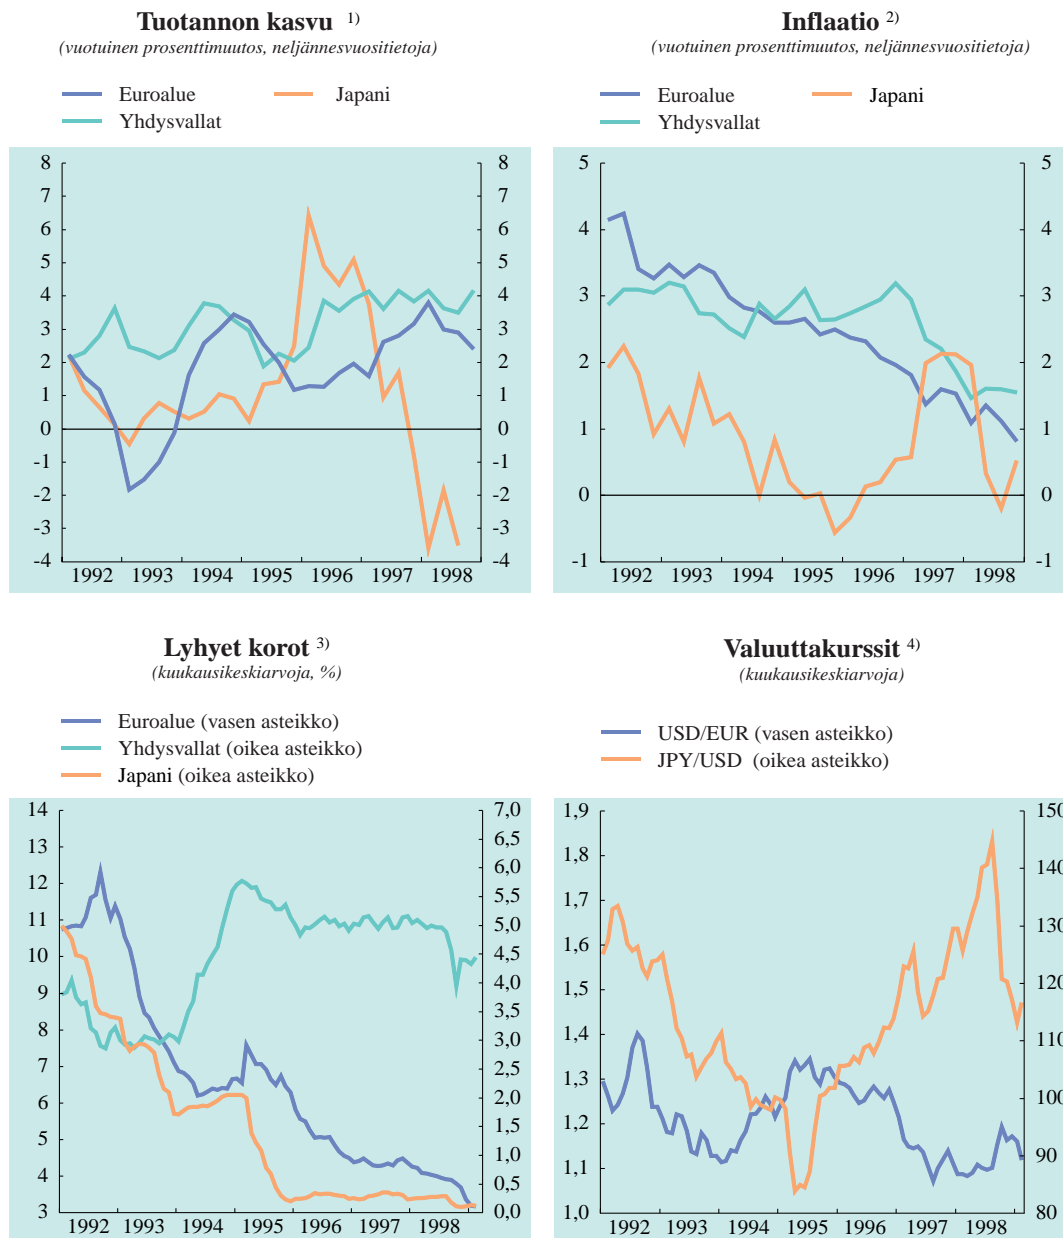 Tuotannon kasvu 1)
(vuotuinen prosenttimuutos, neljännesvuositietoja)
Euroalue
Japani
Yhdysvallat
8 8
7 7
6 6
5 5
4 4
3 3
2 2
1 1
0 0
-1 -1
-2 -2
-3 -3
-4 -4
1992 1993 1994 1995 1996 1997 1998
Inflaatio 2)
(vuotuinen prosenttimuutos, neljännesvuositietoja)
Euroalue
Japani
Yhdysvallat
5 5
4 4
3 3
2 2
1 1
0 0
-1 -1
1992 1993 1994 1995 1996 1997 1998
Lyhyet korot 3)
(kuukausikeskiarvoja, %)
Euroalue (vasen asteikko)
Yhdysvallat (oikea asteikko)
Japani (oikea asteikko)
14 7,0
6,5
13
6,0
12
5,5
11 5,0
4,5
10
4,0
9
3,5
8
3,0
7
2,5
6 2,0
1,5
5
1,0
4
0,5
3 0,0
1992 1993 1994 1995 1996 1997 1998
Valuuttakurssit 4)
(kuukausikeskiarvoja)
USD/EUR (vasen asteikko)
JPY/USD (oikea asteikko)
1,9 150
1,8
140
1,7
130
1,6
120
1,5
1,4
110
1,3
100
1,2
90
1,1
1,0 80
1992 1993 1994 1995 1996 1997 1998